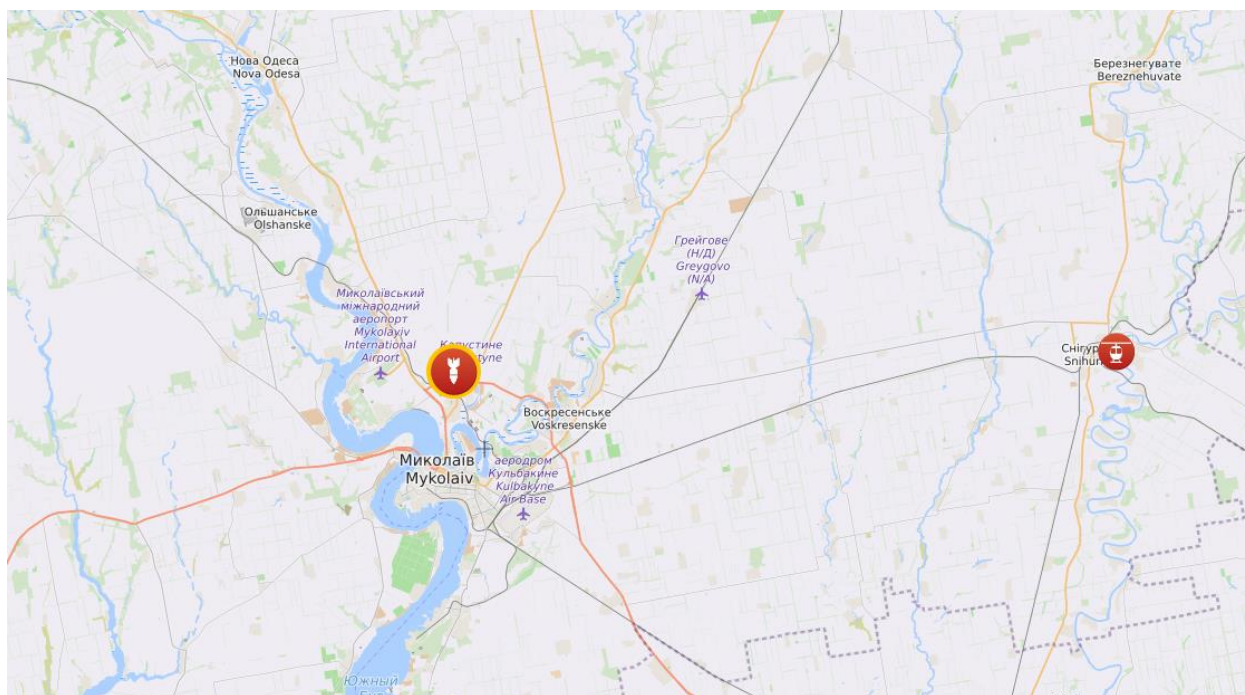 Нова Одеса
Nova Odesa
Березнегувате
Bereznehuvate
Ольшанське
Olshanske
Грейгове
(Н/Д)
Greygovo
(N/A)
Миколаївський
міжнародний
аеропорт
Mykolayiv
International
Airport
Воскресенське
Voskresenske
Миколаїв
Mykolaiv
аеродром
Кульбакине
Kulbakyne
Air Base
Южный